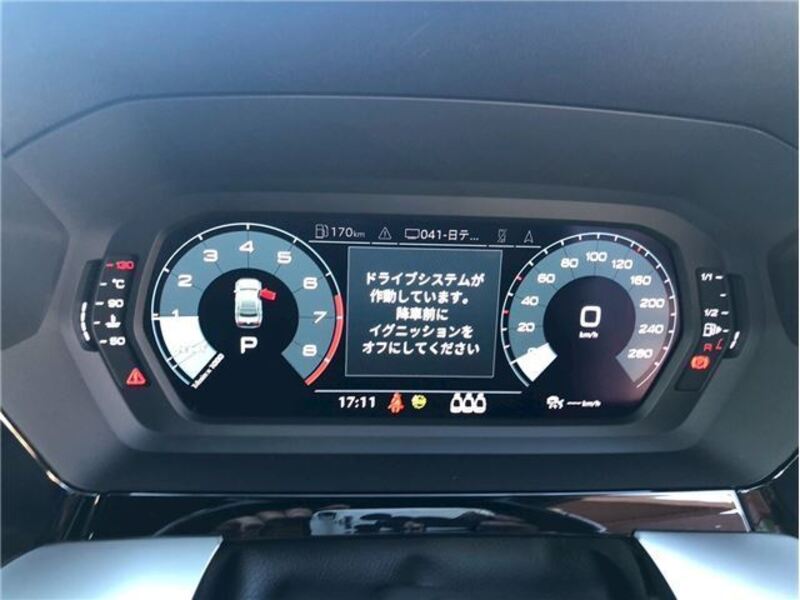 170km
041-日テ...
ドライブシステムが
作動しています。
降車前に
イグニッションを
オフにしてください
1 2 3 4 5 6 7 8
P
0 20 40 60 80 100 120 160 200 240 280
0
km/h
130
℃
90
50
1/1
1/2
R
17:11
---km/h